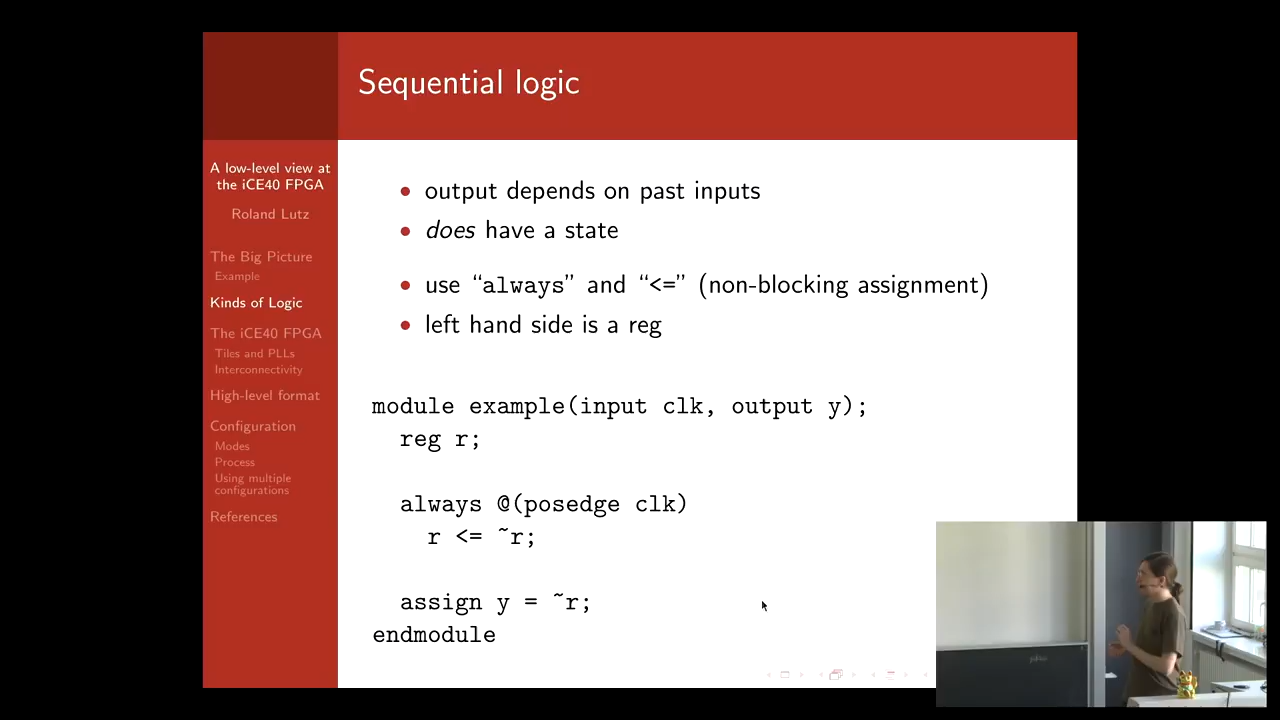 Sequential logic
A low-level view at
the iCE40 FPGA
Roland Lutz
The Big Picture
Example
Kinds of Logic
The iCE40 FPGA
Tiles and PLLs
Interconnectivity
High-level format
Configuration
Modes
Process
Using multiple
configurations
References
• output depends on past inputs
• does have a state
• use “always” and “<=” (non-blocking assignment)
• left hand side is a reg
module example(input clk, output y);
reg r;
always @(posedge clk)
r <= ~r;
assign y = ~r;
endmodule